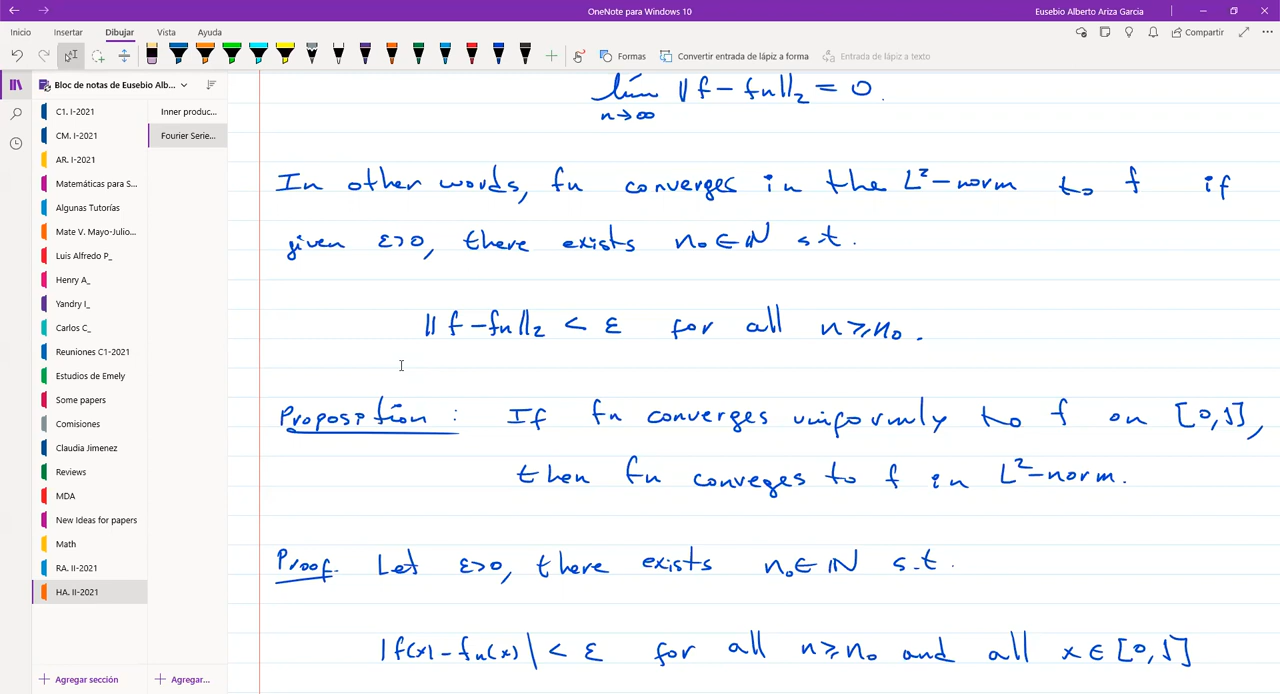 OneNote para Windows 10
Eusebio Alberto Ariza Garcia
Inicio
Insertar
Dibujar
Vista
Ayuda
Compartir
Formas
Convertir entrada de lápiz a forma
Entrada de lápiz a texto
Bloc de notas de Eusebio Alb...
C1. I-2021
CM. I-2021
AR. I-2021
Matemáticas para S...
Algunas Tutorías
Mate V. Mayo-Julio...
Luis Alfredo P_
Henry A_
Yandry I_
Carlos C_
Reuniones C1-2021
Estudios de Emely
Some papers
Comisiones
Claudia Jimenez
Reviews
MDA
New Ideas for papers
Math
RA. II-2021
HA. II-2021
Agregar sección
Inner produc...
Fourier Serie...
Agregar...
lím ‖f - fn‖₂ = 0.
n→∞
In other words, fn converges in the L²-norm to f if
given ε>0, there exists n₀∈ℕ s.t.
‖f-fn‖₂ < ε for all n≥n₀.
Proposition: If fn converges uniformly to f on [0,1],
then fn conveges to f in L²-norm.
Proof. Let ε>0, there exists n₀∈ℕ s.t.
|f(x)-fn(x)| < ε for all n≥n₀ and all x∈[0,1]